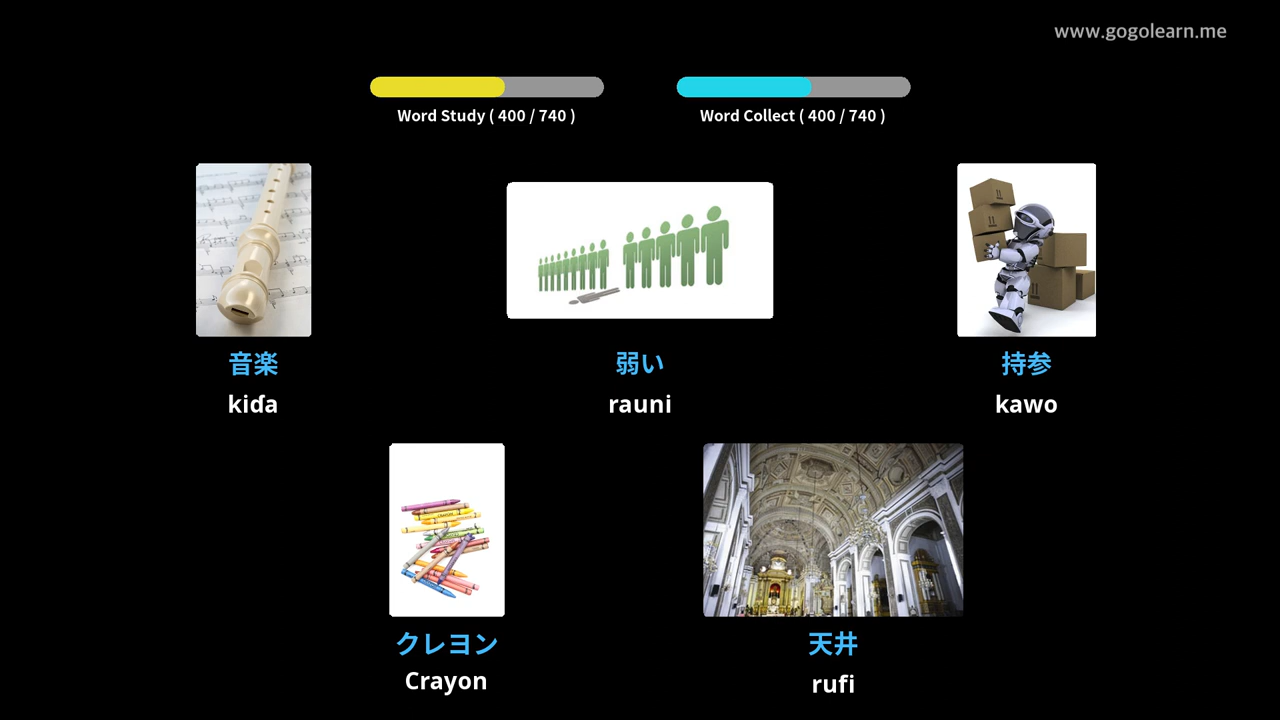 www.gogolearn.me
Word Study ( 400 / 740 )
Word Collect ( 400 / 740 )
音楽
kiɗa
弱い
rauni
持参
kawo
クレヨン
Crayon
天井
rufi